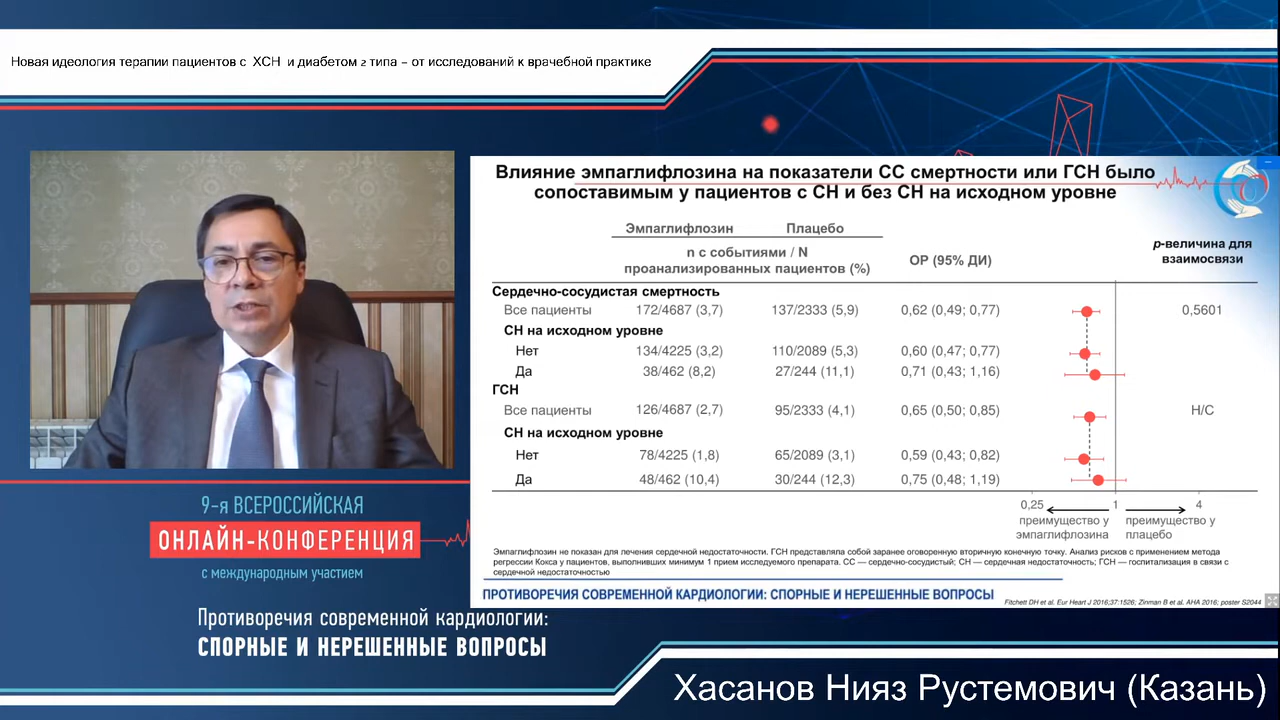 Новая идеология терапии пациентов с ХСН и диабетом 2 типа – от исследований к врачебной практике
Влияние эмпаглифлозина на показатели СС смертности или ГСН было
сопоставимым у пациентов с СН и без СН на исходном уровне
Эмпаглифлозин Плацебо
n с событиями / N
проанализированных пациентов (%)
ОР (95% ДИ)
p-величина для
взаимосвязи
Сердечно-сосудистая смертность
Все пациенты 172/4687 (3,7) 137/2333 (5,9) 0,62 (0,49; 0,77) 0,5601
СН на исходном уровне
Нет 134/4225 (3,2) 110/2089 (5,3) 0,60 (0,47; 0,77)
Да 38/462 (8,2) 27/244 (11,1) 0,71 (0,43; 1,16)
ГСН
Все пациенты 126/4687 (2,7) 95/2333 (4,1) 0,65 (0,50; 0,85) Н/С
СН на исходном уровне
Нет 78/4225 (1,8) 65/2089 (3,1) 0,59 (0,43; 0,82)
Да 48/462 (10,4) 30/244 (12,3) 0,75 (0,48; 1,19)
0,25 1 4
преимущество у
эмпаглифлозина
преимущество у
плацебо
Эмпаглифлозин не показан для лечения сердечной недостаточности. ГСН представляла собой заранее оговоренную вторичную конечную точку. Анализ рисков с применением метода
регрессии Кокса у пациентов, выполнивших минимум 1 прием исследуемого препарата. СС — сердечно-сосудистый; СН — сердечная недостаточность; ГСН — госпитализация в связи с
сердечной недостаточностью
ПРОТИВОРЕЧИЯ СОВРЕМЕННОЙ КАРДИОЛОГИИ: СПОРНЫЕ И НЕРЕШЕННЫЕ ВОПРОСЫ
Fitchett DH et al. Eur Heart J 2016;37:1526; Zinman B et al. AHA 2016; poster S2044
9-я ВСЕРОССИЙСКАЯ
ОНЛАЙН-КОНФЕРЕНЦИЯ
с международным участием
Противоречия современной кардиологии:
СПОРНЫЕ И НЕРЕШЕННЫЕ ВОПРОСЫ
Хасанов Нияз Рустемович (Казань)